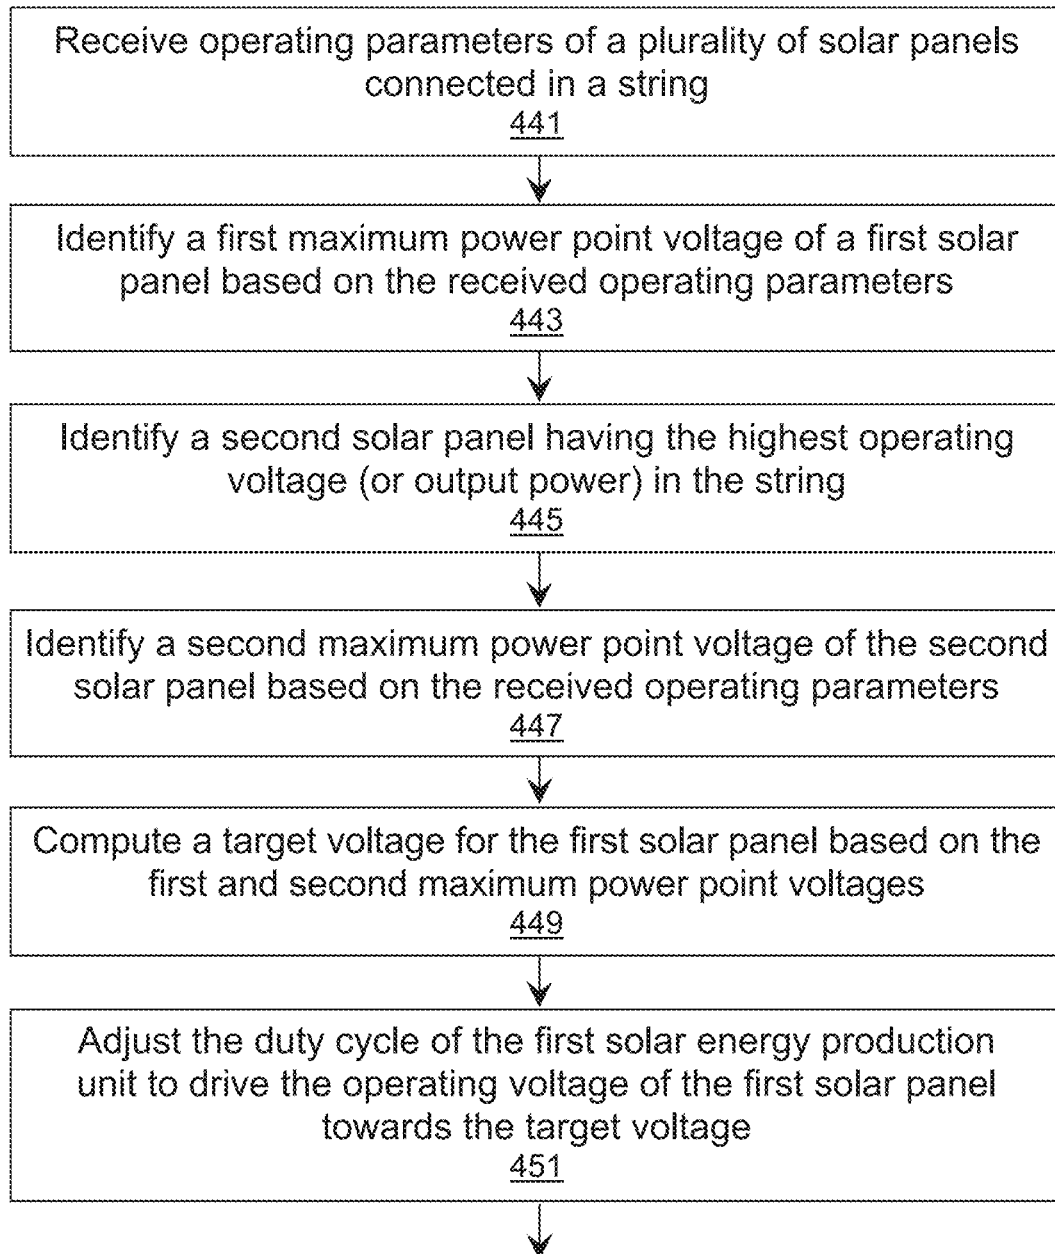 Receive operating parameters of a plurality of solar panels
connected in a string
441
Identify a first maximum power point voltage of a first solar
panel based on the received operating parameters
443
Identify a second solar panel having the highest operating
voltage (or output power) in the string
445
Identify a second maximum power point voltage of the second
solar panel based on the received operating parameters
447
Compute a target voltage for the first solar panel based on the
first and second maximum power point voltages
449
Adjust the duty cycle of the first solar energy production
unit to drive the operating voltage of the first solar panel
towards the target voltage
451